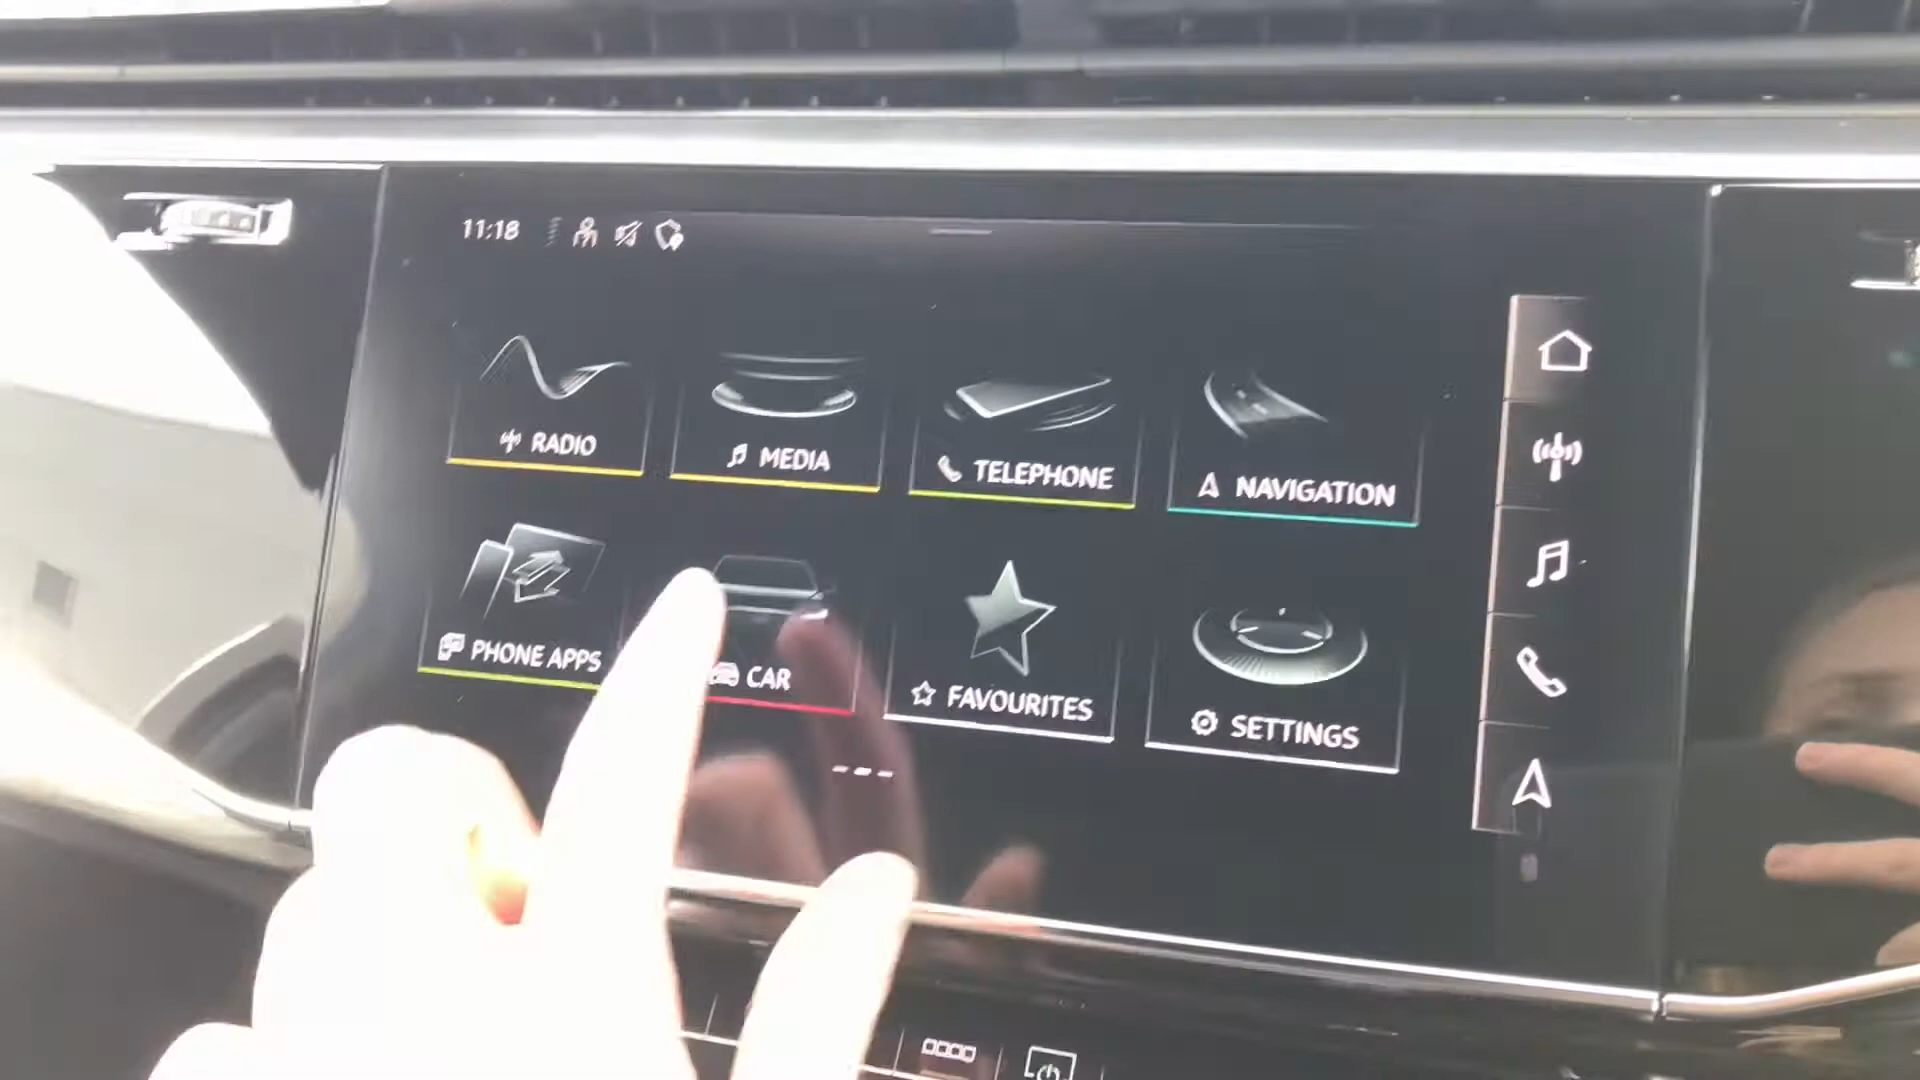 11:18
RADIO
MEDIA
TELEPHONE
NAVIGATION
PHONE APPS
CAR
FAVOURITES
SETTINGS